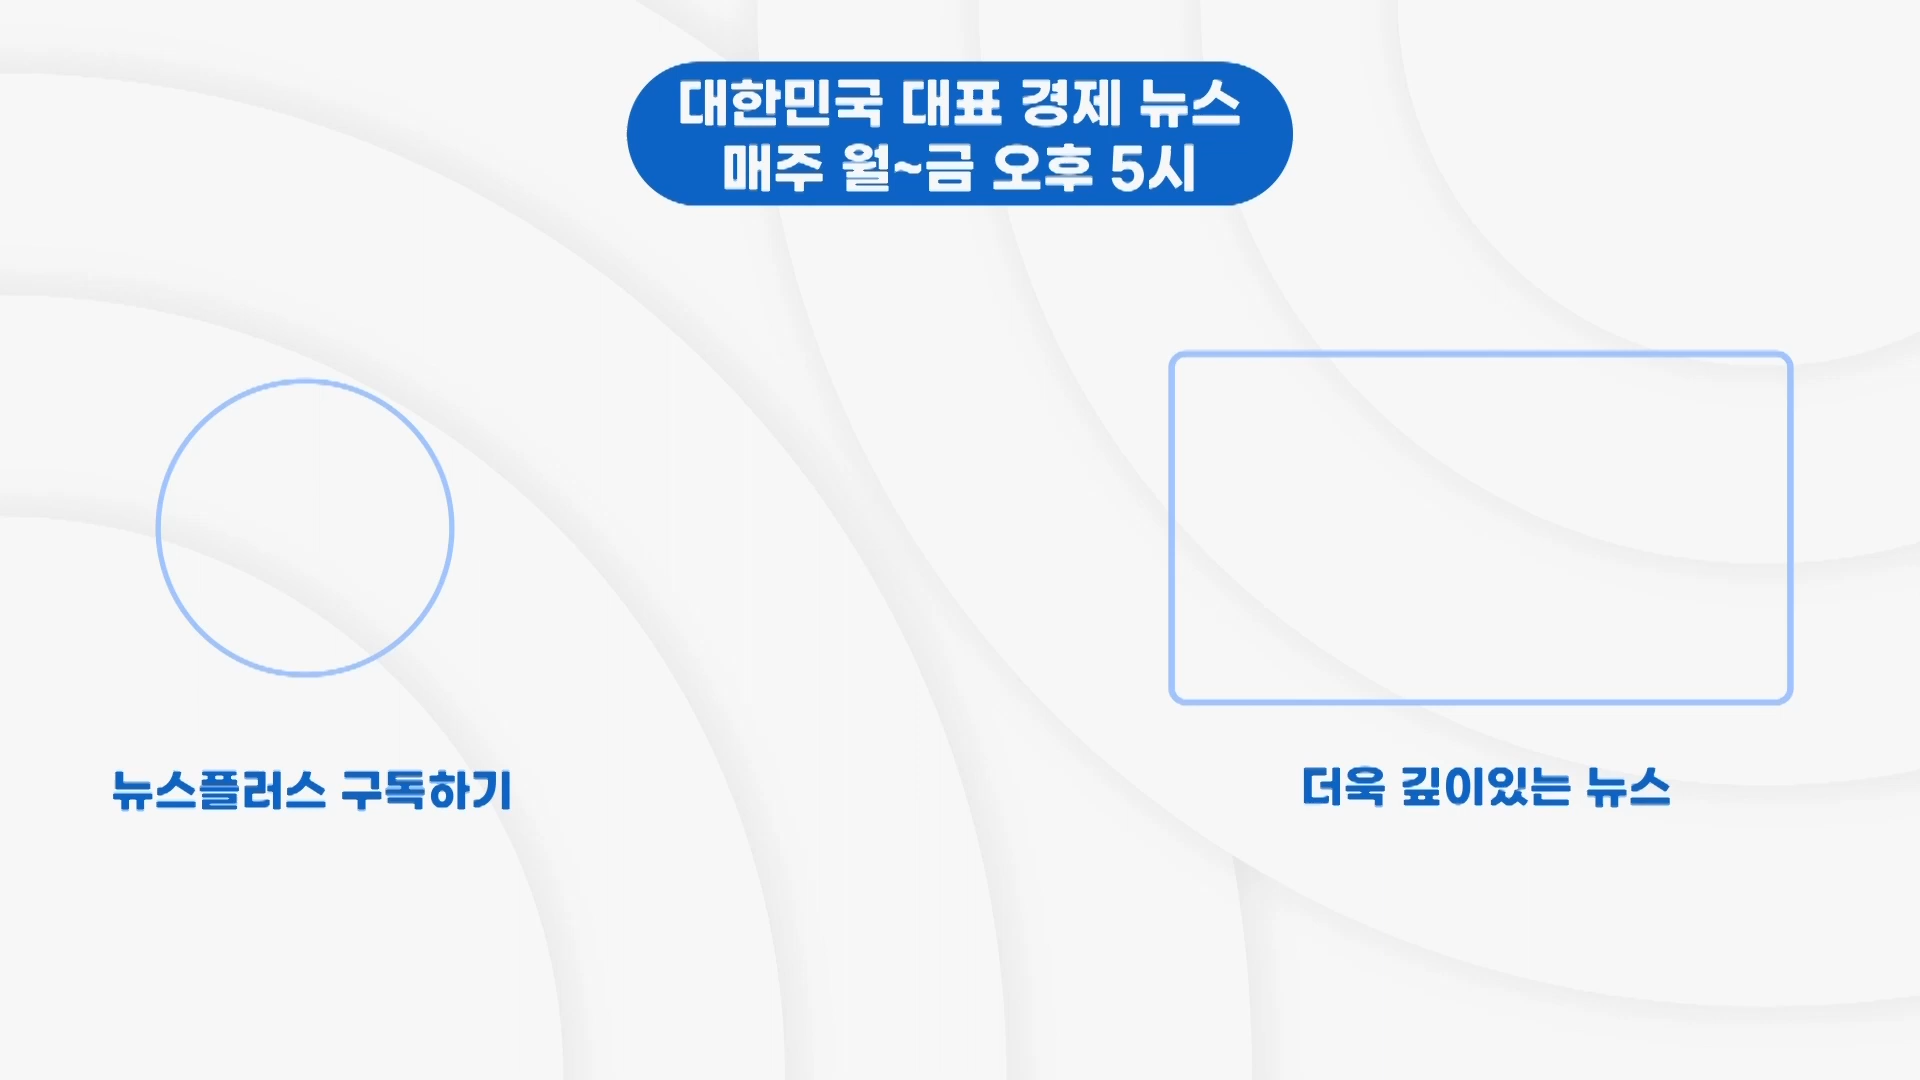 대한민국 대표 경제 뉴스
매주 월~금 오후 5시
뉴스플러스 구독하기
더욱 깊이있는 뉴스